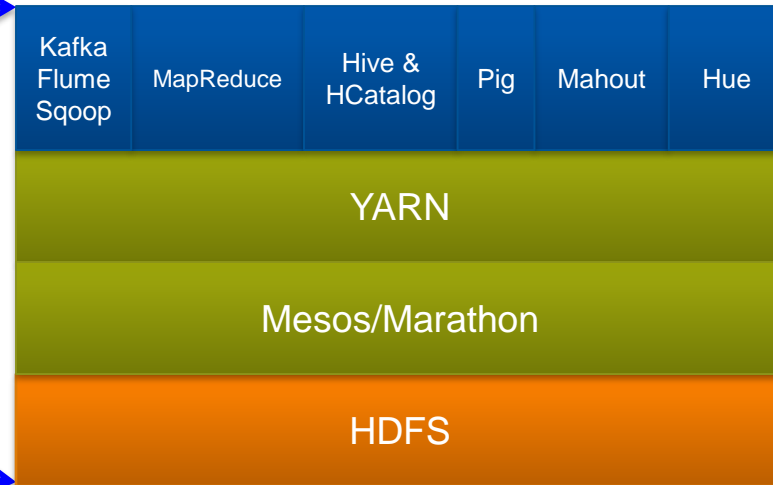 Kafka
Flume
Sqoop
MapReduce
Hive &
HCatalog
Pig
Mahout
Hue
YARN
Mesos/Marathon
HDFS